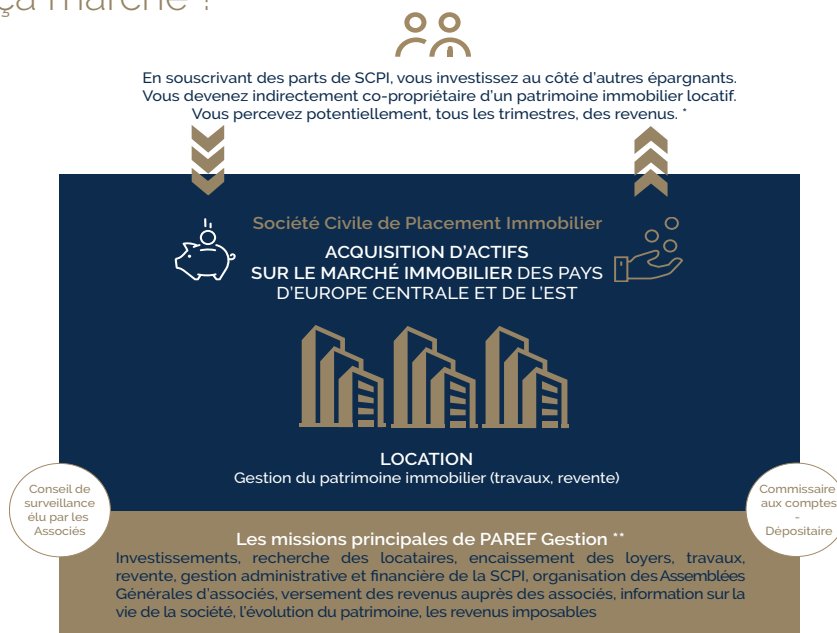 ça marche ?
En souscrivant des parts de SCPI, vous investissez au côté d'autres épargnants.
Vous devenez indirectement co-propriétaire d'un patrimoine immobilier locatif.
Vous percevez potentiellement, tous les trimestres, des revenus. *
Société Civile de Placement Immobilier
ACQUISITION D'ACTIFS
SUR LE MARCHÉ IMMOBILIER DES PAYS
D'EUROPE CENTRALE ET DE L'EST
LOCATION
Gestion du patrimoine immobilier (travaux, revente)
Conseil de
surveillance
élu par les
Associés
Commissaire
aux comptes
-
Dépositaire
Les missions principales de PAREF Gestion **
Investissements, recherche des locataires, encaissement des loyers, travaux,
revente, gestion administrative et financière de la SCPI, organisation des Assemblées
Générales d'associés, versement des revenus auprès des associés, information sur la
vie de la société, l'évolution du patrimoine, les revenus imposables